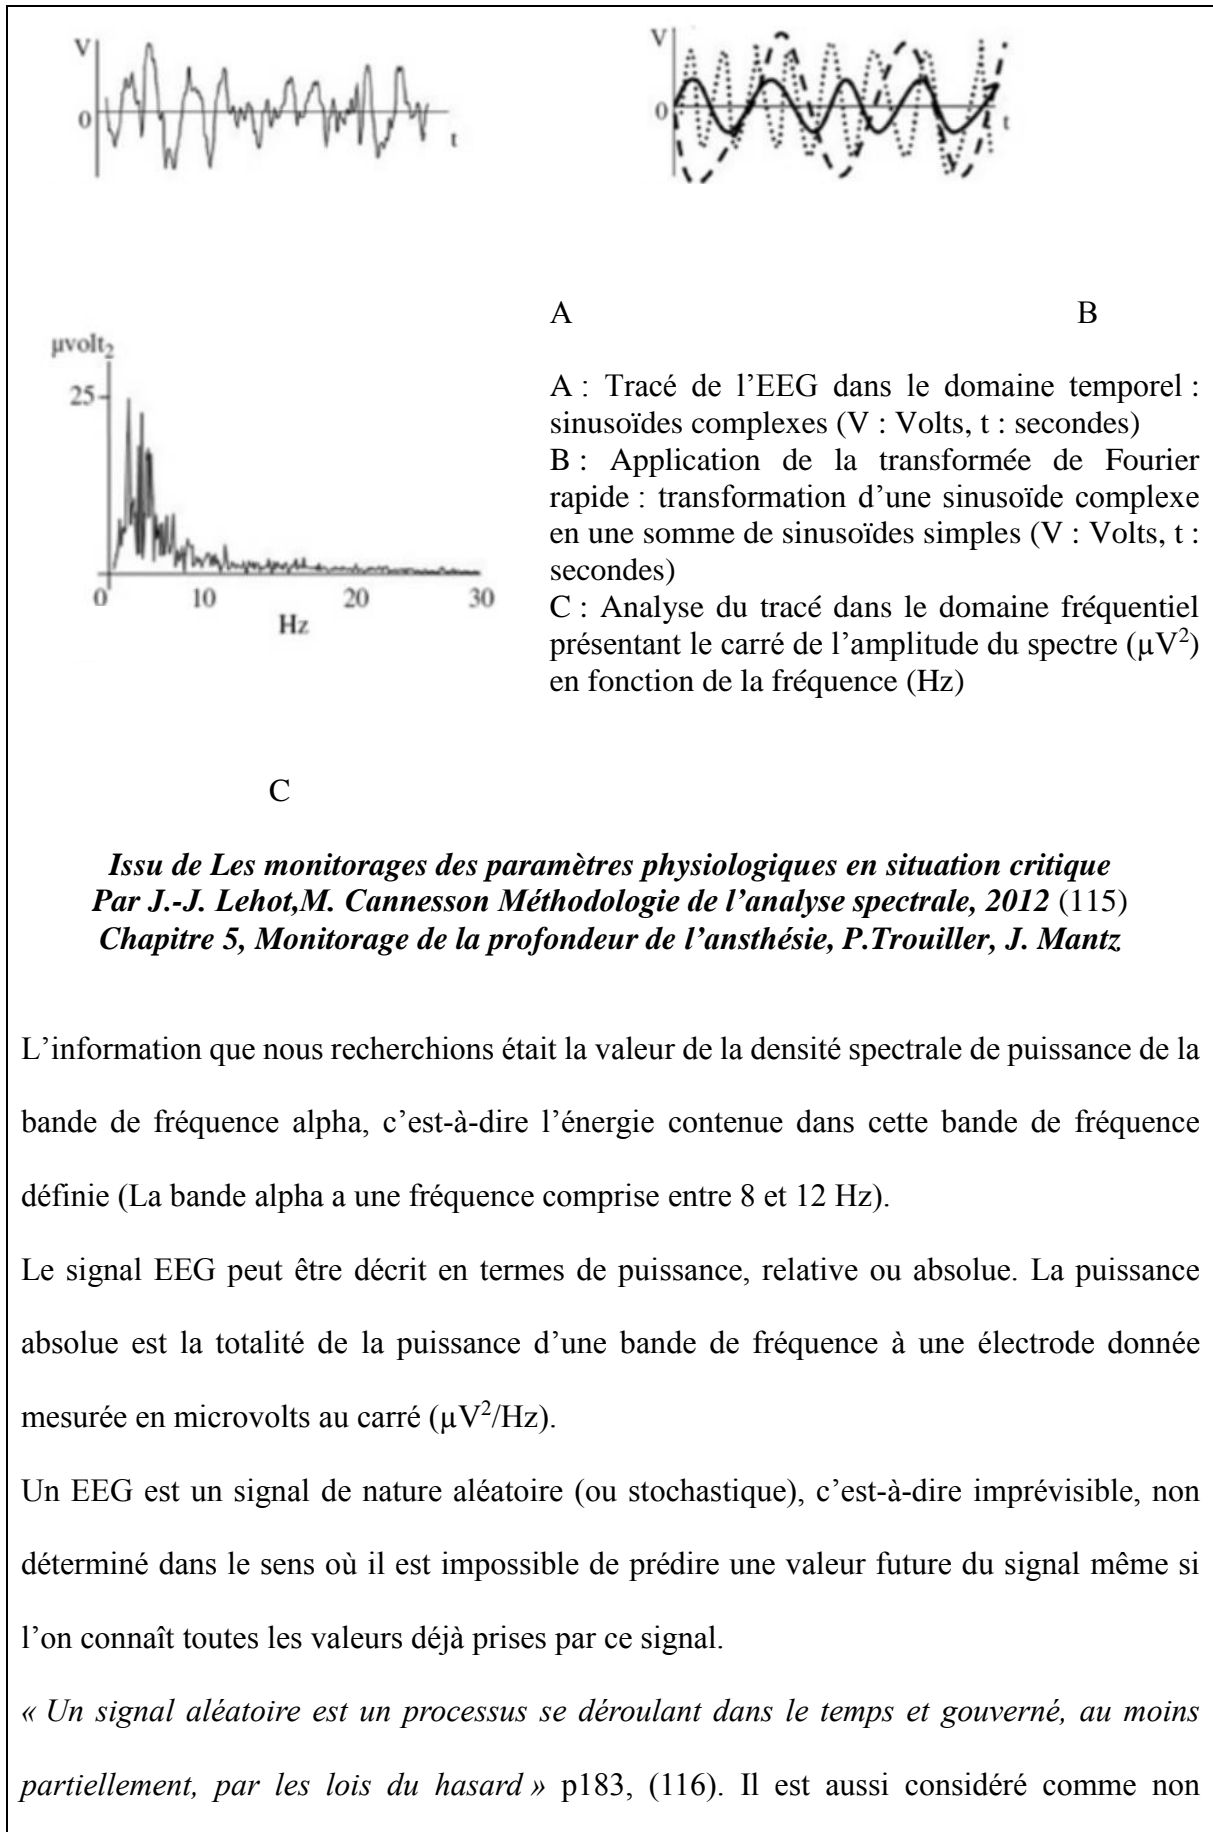 V
0
t
V
0
t
A
B
µvolt2
25
0
10
20
30
Hz
A : Tracé de l’EEG dans le domaine temporel :
sinusoïdes complexes (V : Volts, t : secondes)
B : Application de la transformée de Fourier
rapide : transformation d’une sinusoïde complexe
en une somme de sinusoïdes simples (V : Volts, t :
secondes)
C : Analyse du tracé dans le domaine fréquentiel
présentant le carré de l’amplitude du spectre (µV²)
en fonction de la fréquence (Hz)
C
Issu de Les monitorages des paramètres physiologiques en situation critique
Par J.-J. Lehot,M. Cannesson Méthodologie de l’analyse spectrale, 2012 (115)
Chapitre 5, Monitorage de la profondeur de l’ansthésie, P.Trouiller, J. Mantz
L’information que nous recherchions était la valeur de la densité spectrale de puissance de la
bande de fréquence alpha, c’est-à-dire l’énergie contenue dans cette bande de fréquence
définie (La bande alpha a une fréquence comprise entre 8 et 12 Hz).
Le signal EEG peut être décrit en termes de puissance, relative ou absolue. La puissance
absolue est la totalité de la puissance d’une bande de fréquence à une électrode donnée
mesurée en microvolts au carré (µV²/Hz).
Un EEG est un signal de nature aléatoire (ou stochastique), c’est-à-dire imprévisible, non
déterminé dans le sens où il est impossible de prédire une valeur future du signal même si
l’on connaît toutes les valeurs déjà prises par ce signal.
« Un signal aléatoire est un processus se déroulant dans le temps et gouverné, au moins
partiellement, par les lois du hasard » p183, (116). Il est aussi considéré comme non